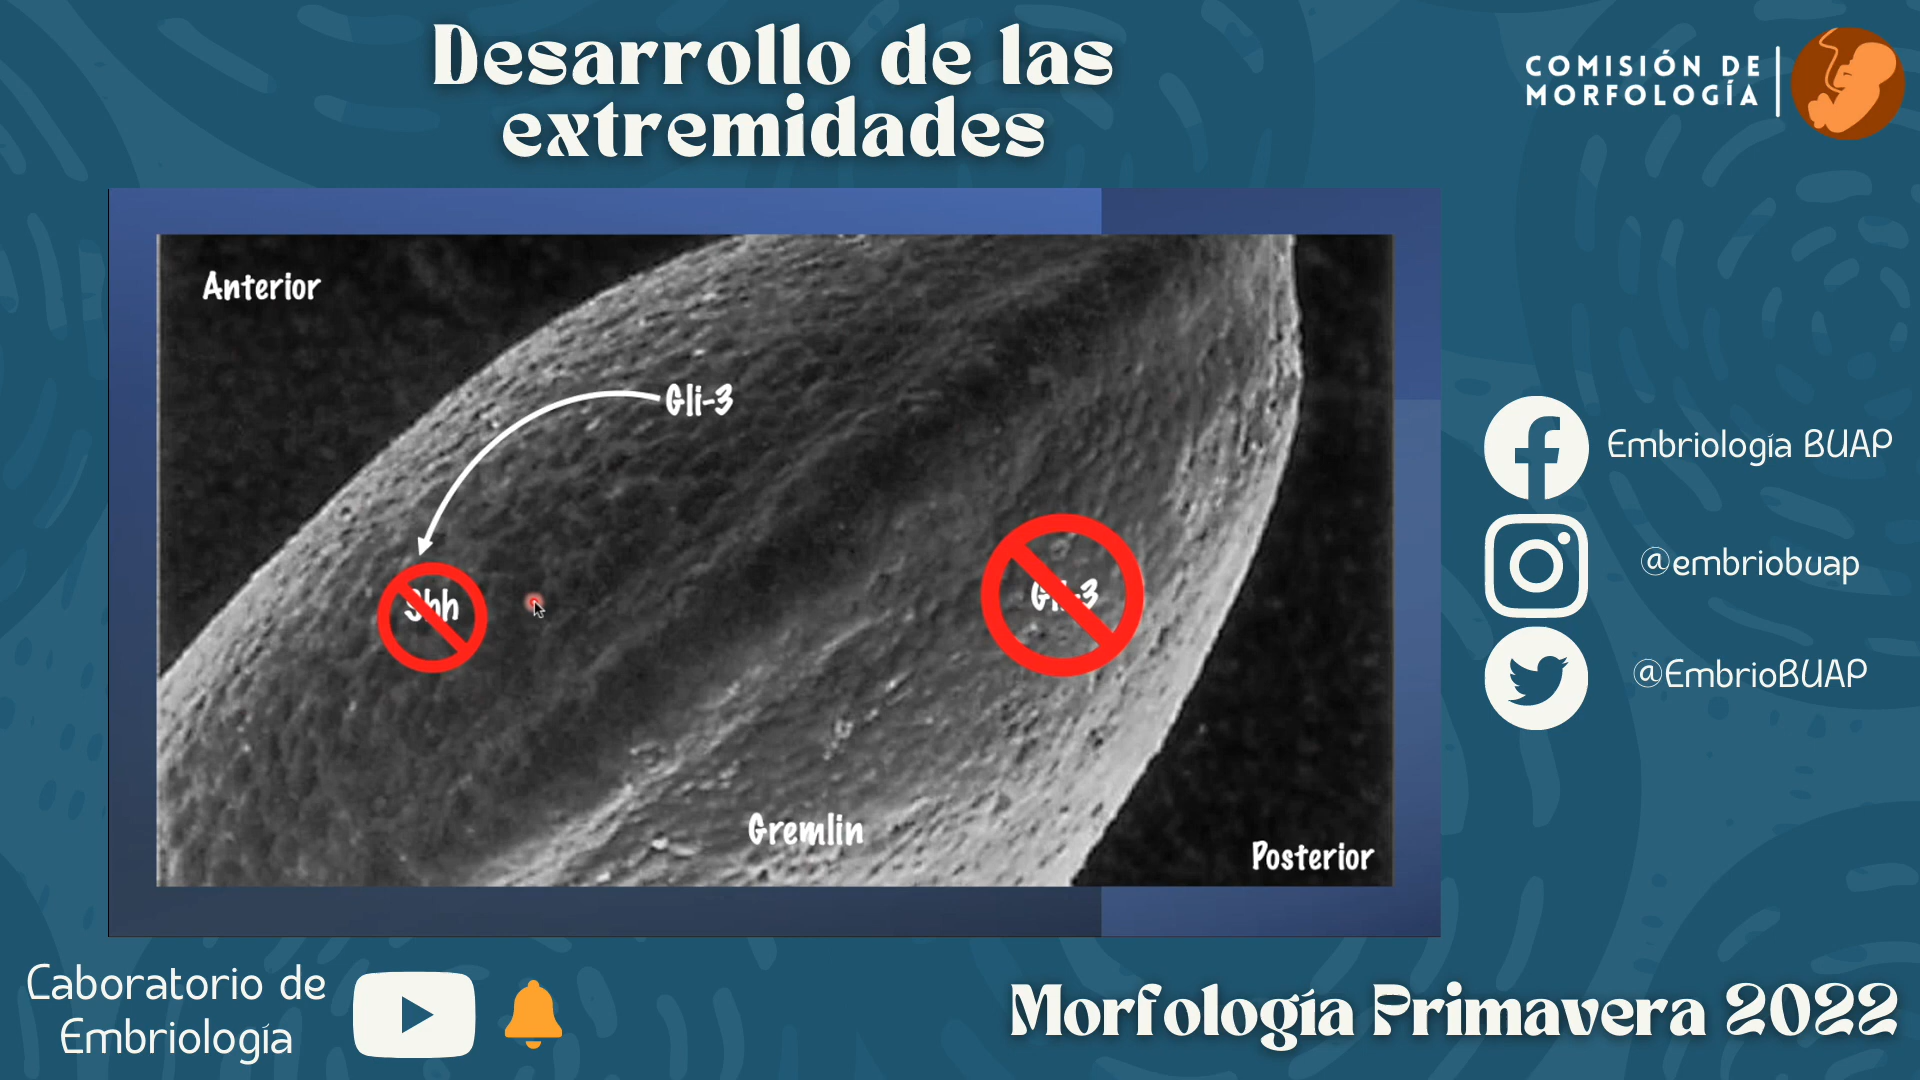 Desarrollo de las
extremidades
COMISIÓN DE
MORFOLOGÍA
Anterior
Gli-3
Shh
Gli-3
Gremlin
Posterior
Embriología BUAP
@embriobuap
@EmbrioBUAP
Laboratorio de
Embriología
Morfología Primavera 2022